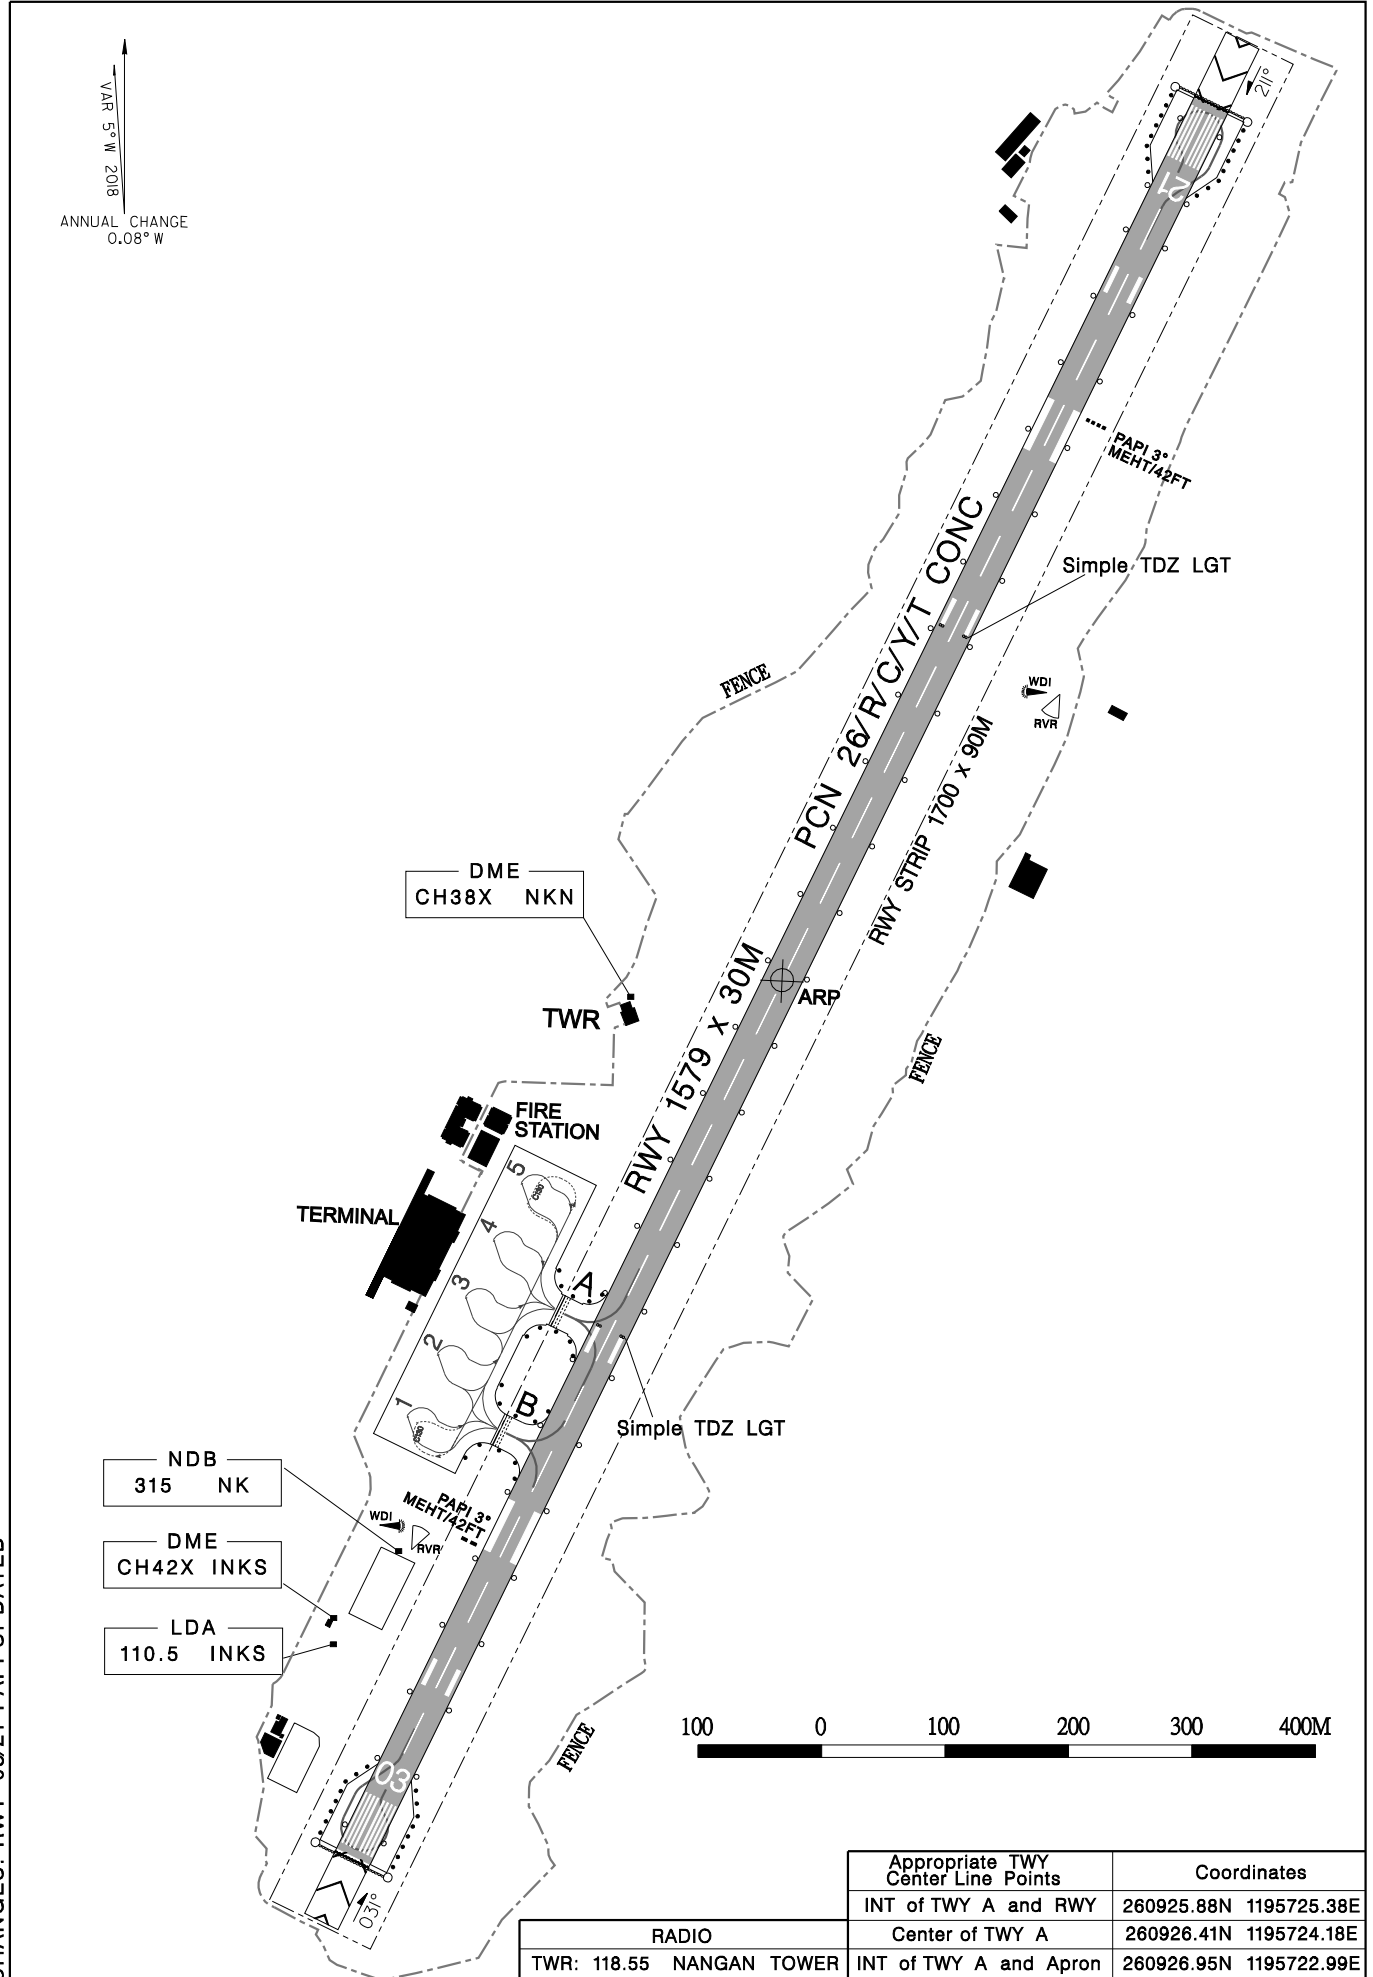 VAR 5° W 2018
ANNUAL CHANGE
0.08° W
211°
21
PAPI 3°
MEHT/42FT
PCN 26/R/C/Y/T CONC
Simple TDZ LGT
FENCE
WDI
RVR
RWY STRIP 1700 x 90M
DME
CH38X NKN
TWR
RWY 1579 x 30M
ARP
FENCE
FIRE
STATION
TERMINAL
5
C130
4
A
3
2
B
1
C130
Simple TDZ LGT
NDB
315 NK
PAPI 3°
MEHT/42FT
WDI
RVR
DME
CH42X INKS
LDA
110.5 INKS
FENCE
03
031°
100 0 100 200 300 400M
Appropriate TWY
Center Line Points
Coordinates
INT of TWY A and RWY 260925.88N 1195725.38E
Center of TWY A 260926.41N 1195724.18E
INT of TWY A and Apron 260926.95N 1195722.99E
RADIO
TWR: 118.55 NANGAN TOWER